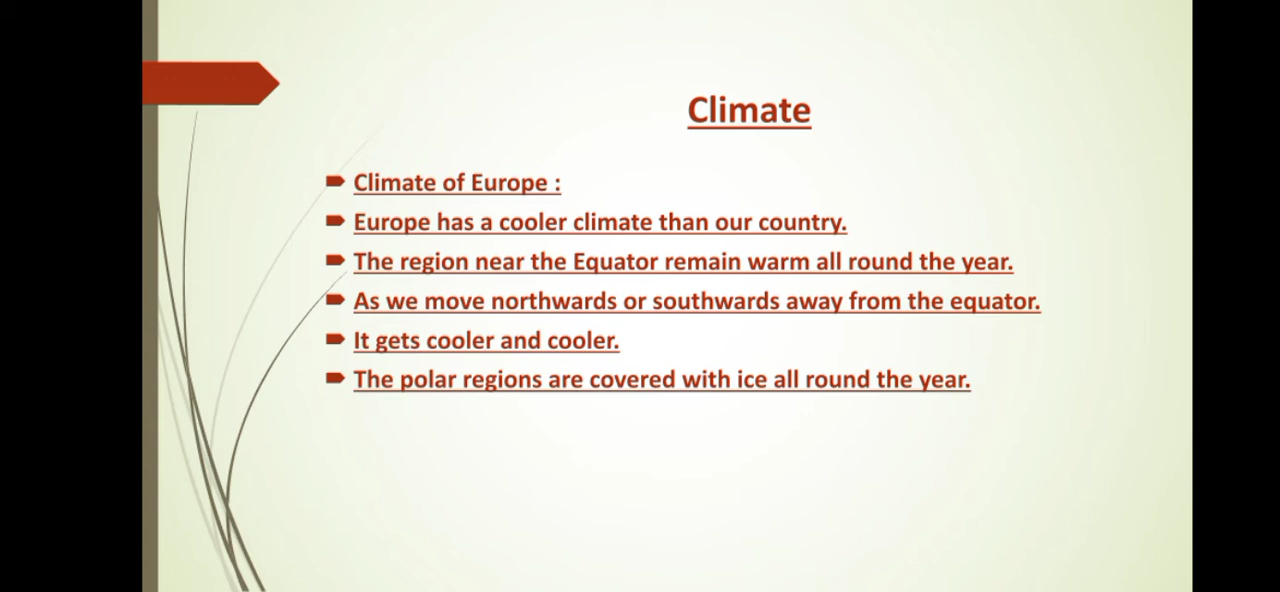 Climate
Climate of Europe :
Europe has a cooler climate than our country.
The region near the Equator remain warm all round the year.
As we move northwards or southwards away from the equator.
It gets cooler and cooler.
The polar regions are covered with ice all round the year.